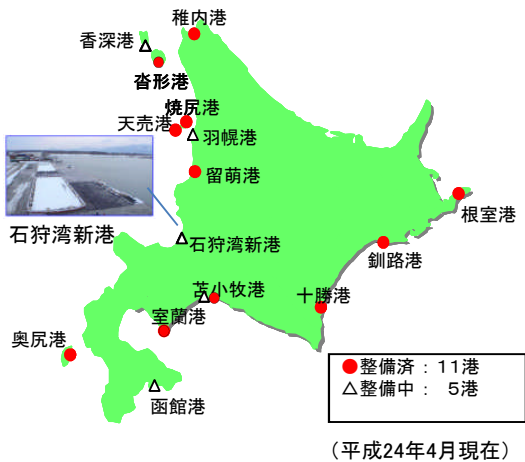 稚内港
香深港
沓形港
焼尻港
天売港
羽幌港
留萌港
根室港
石狩湾新港
石狩湾新港
釧路港
苫小牧港
十勝港
室蘭港
奥尻港
函館港
●整備済：11港
△整備中： 5港
（平成24年4月現在）